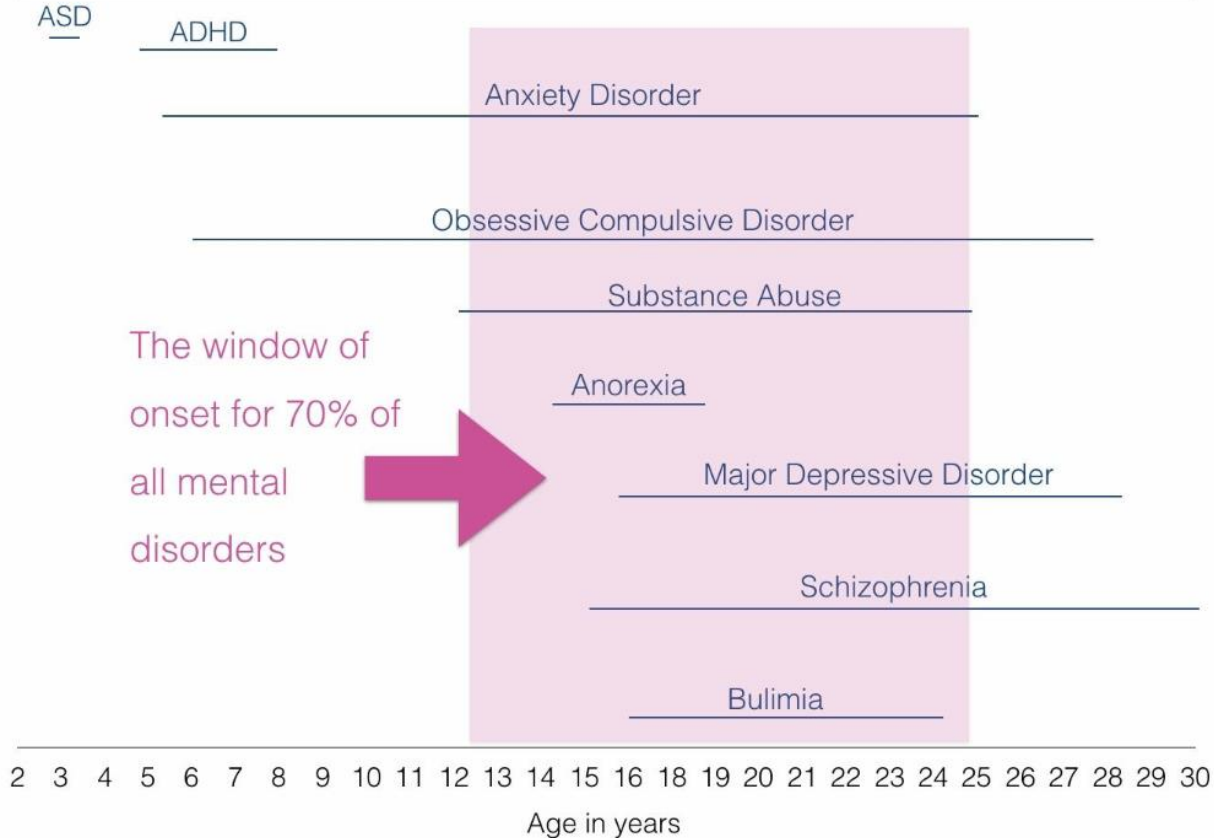 ASD
ADHD
Anxiety Disorder
Obsessive Compulsive Disorder
Substance Abuse
The window of
onset for 70% of
all mental
disorders
Anorexia
Major Depressive Disorder
Schizophrenia
Bulimia
2 3 4 5 6 7 8 9 10 11 12 13 14 15 16 17 18 19 20 21 22 23 24 25 26 27 28 29 30
Age in years